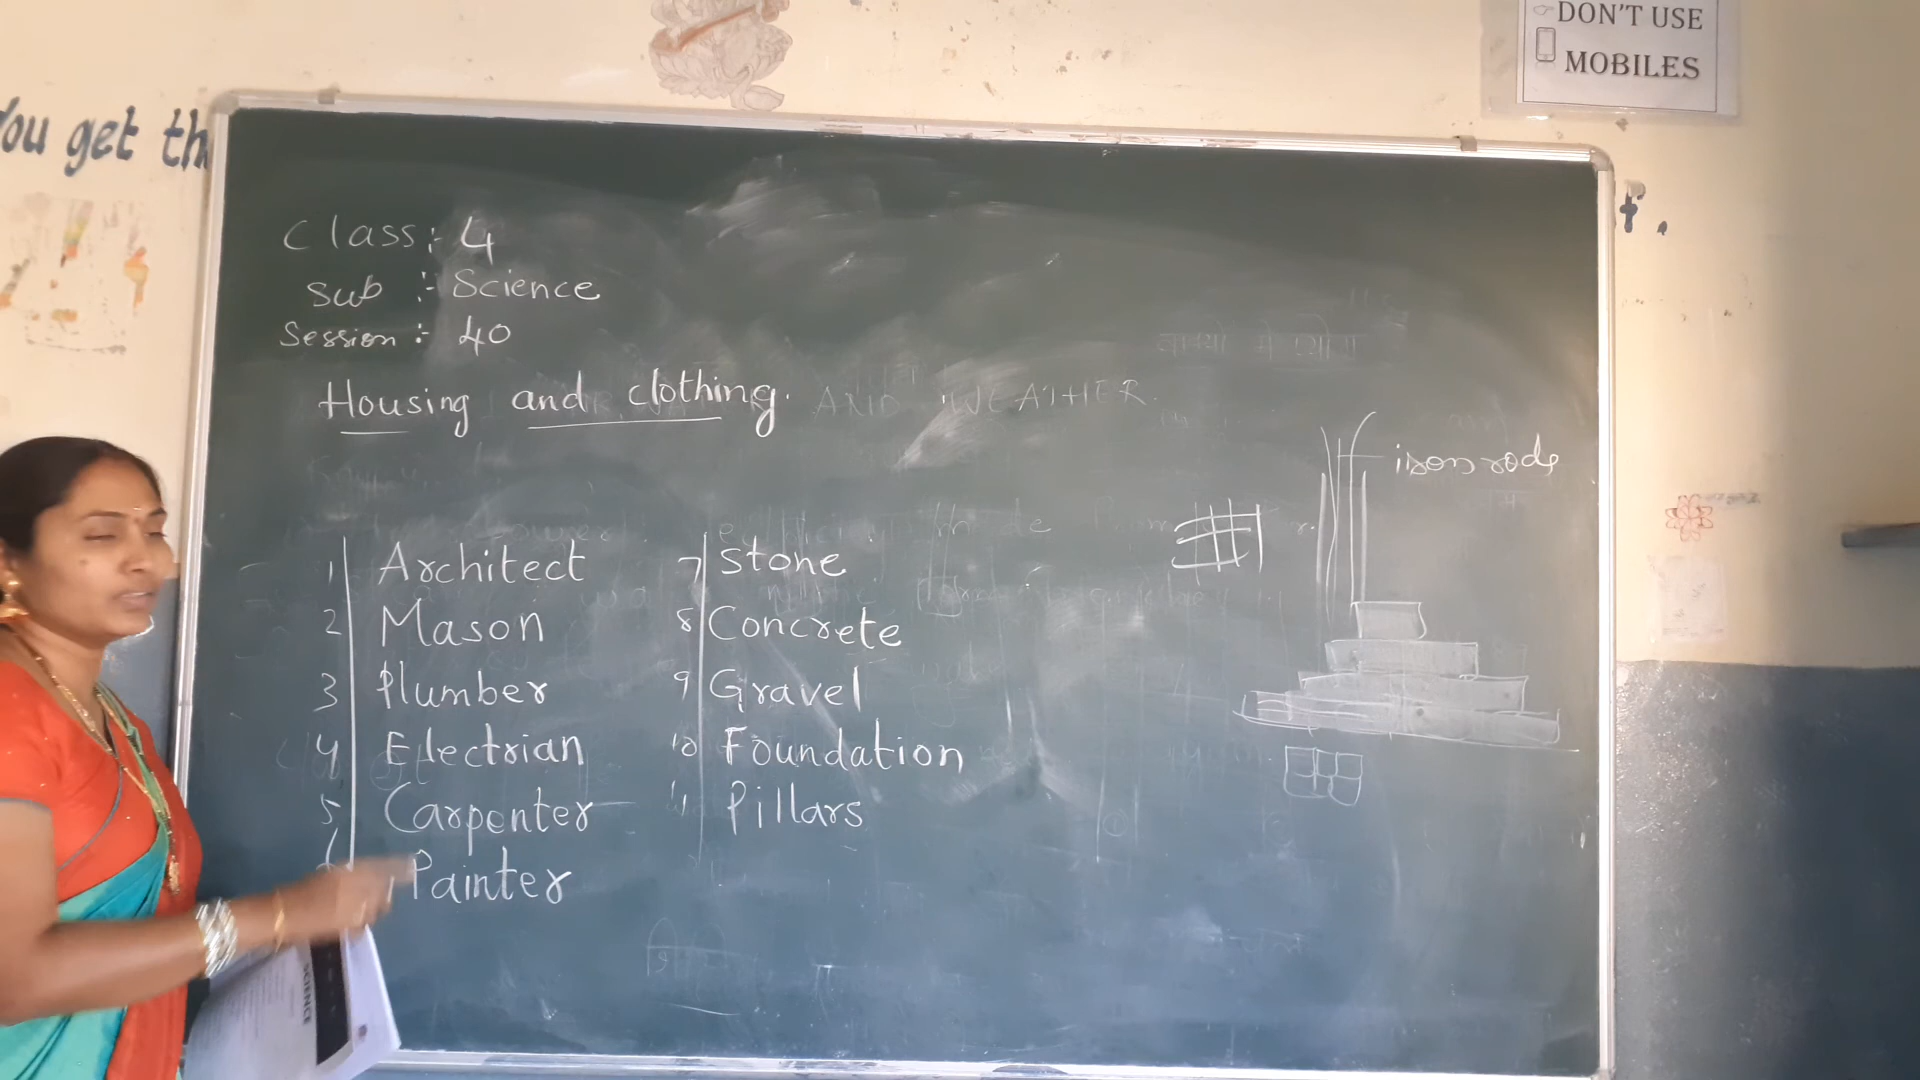 DON'T USE
MOBILES
You get th
t.
Class:- 4
Sub :- Science
Session :- 40
Housing and clothing. AND WEATHER
iron rods
1 Architect
2 Mason
3 Plumber
4 Electrian
5 Carpenter
6 Painter
7 Stone
8 Concrete
9 Gravel
10 Foundation
11 Pillars
SCIENCE